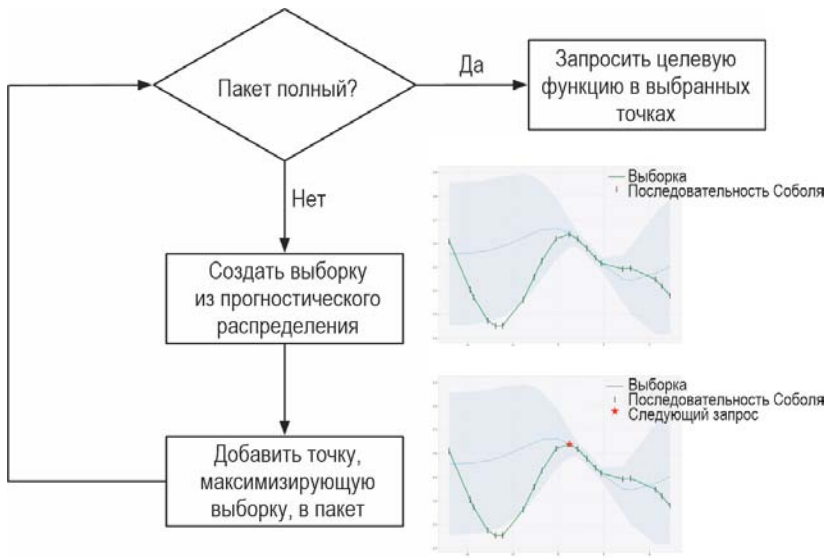 Пакет полный?
Да
Запросить целевую
функцию в выбранных
точках
Нет
Выборка
Последовательность Соболя
Создать выборку
из прогностического
распределения
Выборка
Последовательность Соболя
Следующий запрос
Добавить точку,
максимизирующую
выборку, в пакет